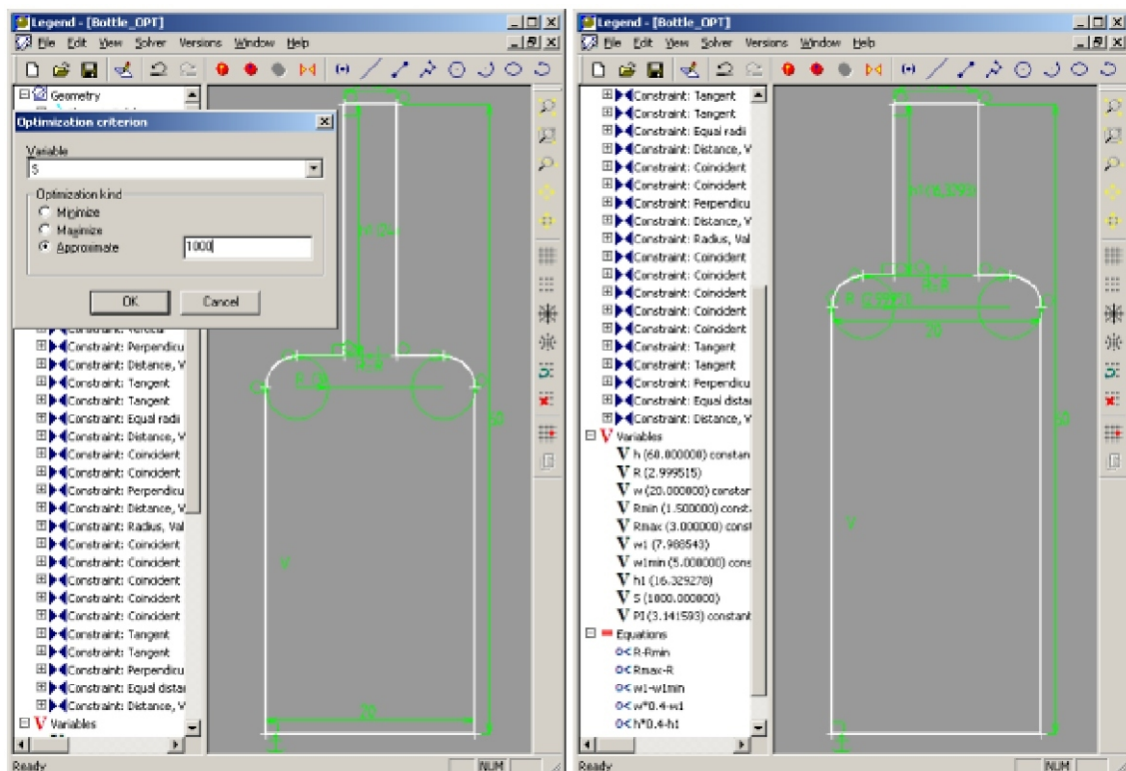 Legend - [Bottle_OPT]
File Edit View Solver Versions Window Help
Geometry
Optimization criterion
Variable
S
Optimization kind
Minimize
Maximize
Approximate
1000
OK
Cancel
Constraint: Vertical
Constraint: Perpendicu
Constraint: Distance, V
Constraint: Tangent
Constraint: Tangent
Constraint: Equal radii
Constraint: Distance, V
Constraint: Coincident
Constraint: Coincident
Constraint: Perpendicu
Constraint: Distance, V
Constraint: Radius, Val
Constraint: Coincident
Constraint: Coincident
Constraint: Coincident
Constraint: Coincident
Constraint: Coincident
Constraint: Tangent
Constraint: Tangent
Constraint: Perpendicu
Constraint: Equal distan
Constraint: Distance, V
Variables
20
Ready
NUM
Legend - [Bottle_OPT]
File Edit View Solver Versions Window Help
Constraint: Tangent
Constraint: Tangent
Constraint: Equal radii
Constraint: Distance, V
Constraint: Coincident
Constraint: Coincident
Constraint: Perpendicu
Constraint: Distance, V
Constraint: Radius, Val
Constraint: Coincident
Constraint: Coincident
Constraint: Coincident
Constraint: Coincident
Constraint: Coincident
Constraint: Tangent
Constraint: Tangent
Constraint: Perpendicu
Constraint: Equal distan
Constraint: Distance, V
Variables
h (60.000000) constan
R (2.999515)
w (20.000000) constan
Rmin (1.500000) const
Rmax (3.000000) const
w1 (7.988543)
w1min (5.000000) cons
h1 (16.329278)
S (1000.000000)
PI (3.141593) constant
Equations
0< R-Rmin
0< Rmax-R
0< w1-w1min
0< w*0.4-w1
0< h*0.4-h1
20
Ready
NUM